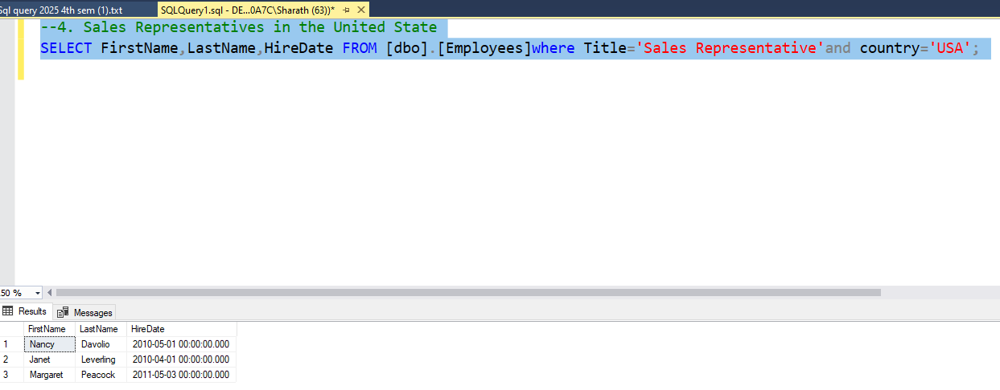 Sql query 2025 4th sem (1).txt SQLQuery1.sql - DE...0A7C\Sharath (63))*
--4. Sales Representatives in the United State
SELECT FirstName,LastName,HireDate FROM [dbo].[Employees]where Title='Sales Representative'and country='USA';
50 %
Results Messages
FirstName LastName HireDate
1 Nancy Davolio 2010-05-01 00:00:00.000
2 Janet Leverling 2010-04-01 00:00:00.000
3 Margaret Peacock 2011-05-03 00:00:00.000